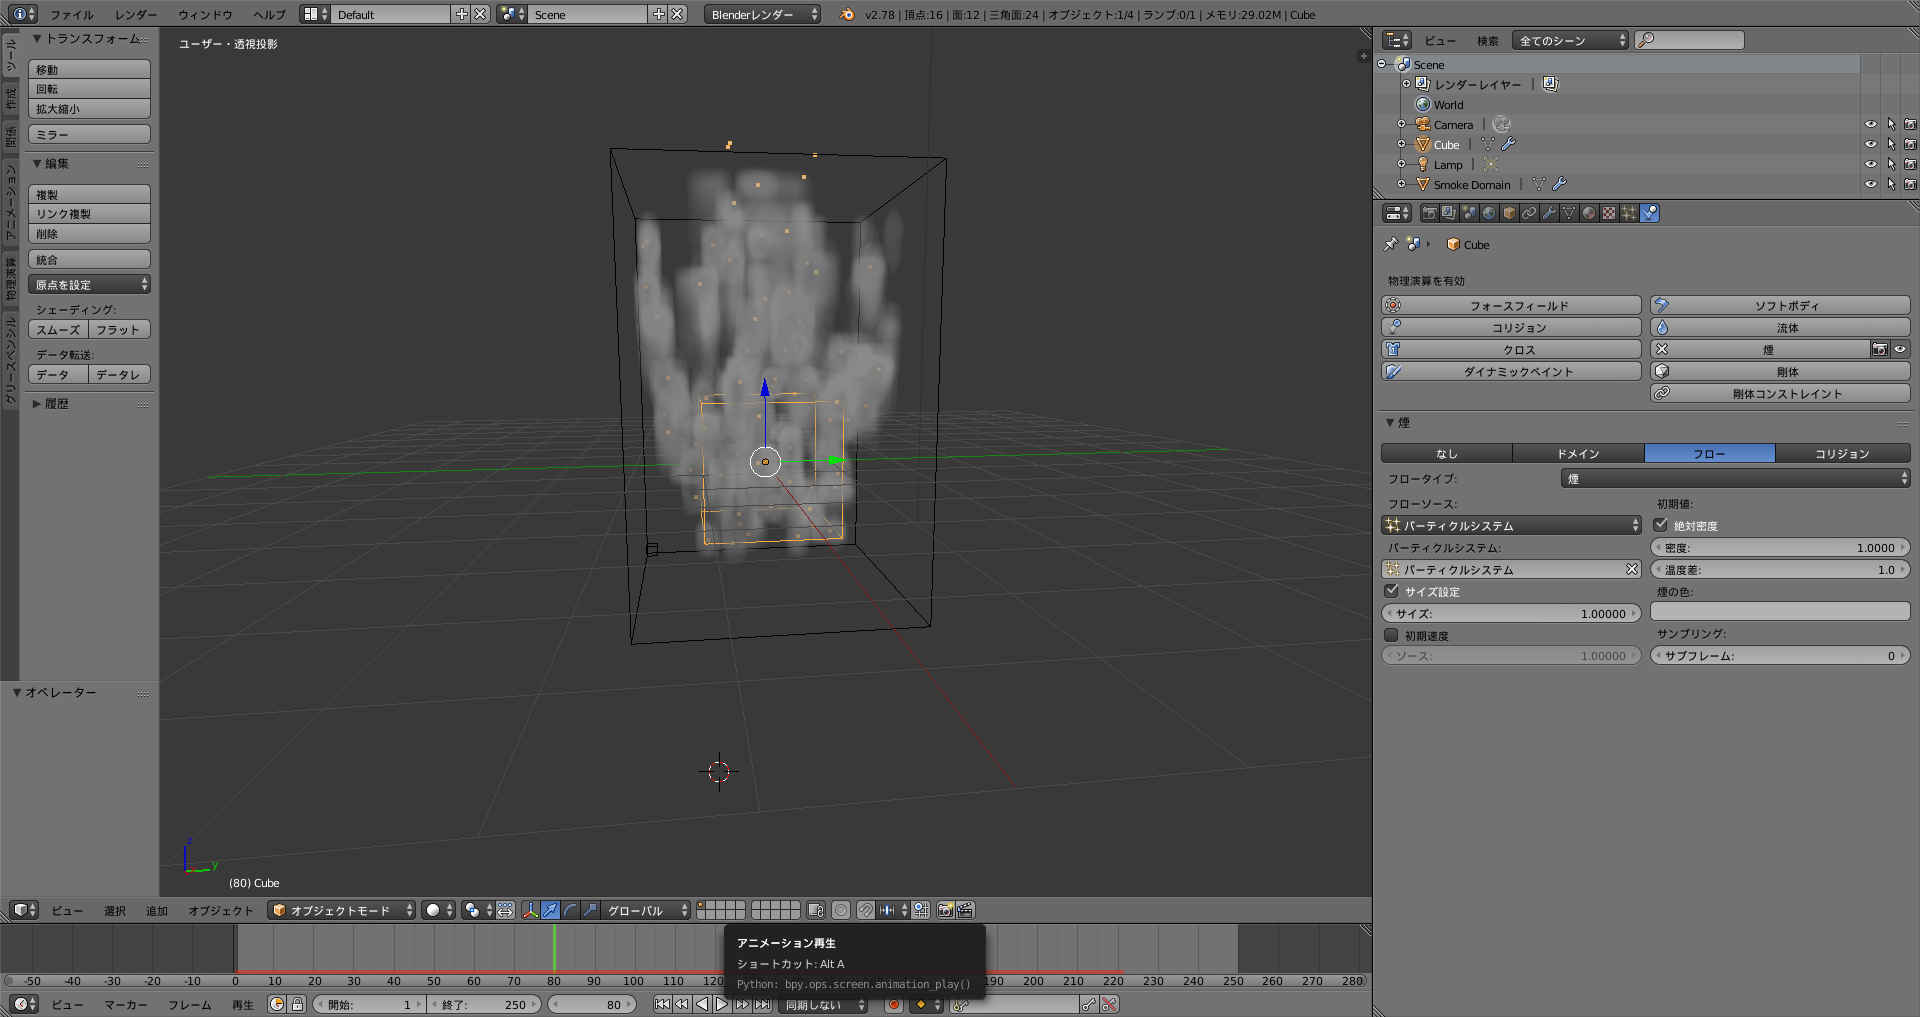 ファイル レンダー ウィンドウ ヘルプ Default Scene Blenderレンダー v2.78 | 頂点:16 | 面:12 | 三角面:24 | オブジェクト:1/4 | ランプ:0/1 | メモリ:29.02M | Cube
ツール
作成
関係
アニメーション
物理演算
グリースペンシル
トランスフォーム
移動
回転
拡大縮小
ミラー
編集
複製
リンク複製
削除
統合
原点を設定
シェーディング:
スムーズ フラット
データ転送:
データ データレ
履歴
オペレーター
ユーザー・透視投影
z
y
(80) Cube
ビュー 検索 全てのシーン
Scene
レンダーレイヤー |
World
Camera |
Cube |
Lamp |
Smoke Domain |
Cube
物理演算を有効
フォースフィールド ソフトボディ
コリジョン 流体
クロス 煙
ダイナミックペイント 剛体
剛体コンストレイント
煙
なし ドメイン フロー コリジョン
フロータイプ: 煙
フローソース: 初期値:
パーティクルシステム 絶対密度
パーティクルシステム: 密度: 1.0000
パーティクルシステム 温度差: 1.0
サイズ設定 煙の色:
サイズ: 1.00000
初期速度 サンプリング:
ソース: 1.00000 サブフレーム: 0
ビュー 選択 追加 オブジェクト オブジェクトモード グローバル
アニメーション再生
ショートカット: Alt A
Python: bpy.ops.screen.animation_play()
-50 -40 -30 -20 -10 0 10 20 30 40 50 60 70 80 90 100 110 120 190 200 210 220 230 240 250 260 270 280
ビュー マーカー フレーム 再生 開始: 1 終了: 250 80 同期しない